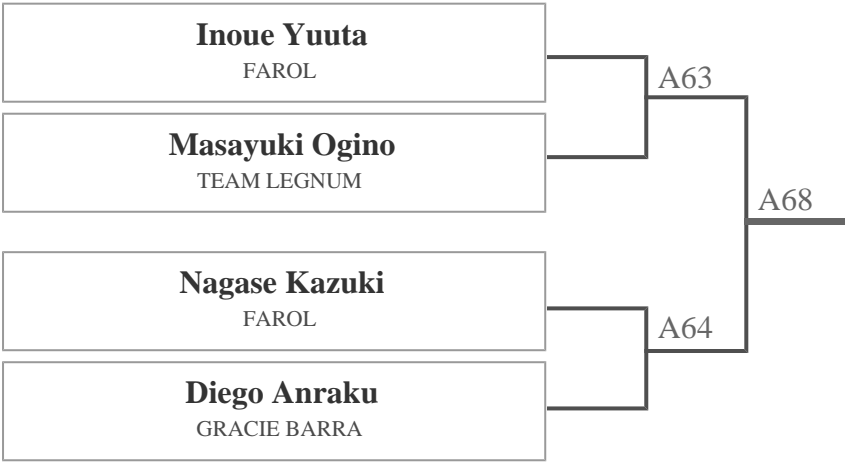 Inoue Yuuta
FAROL
A63
Masayuki Ogino
TEAM LEGNUM
A68
Nagase Kazuki
FAROL
A64
Diego Anraku
GRACIE BARRA